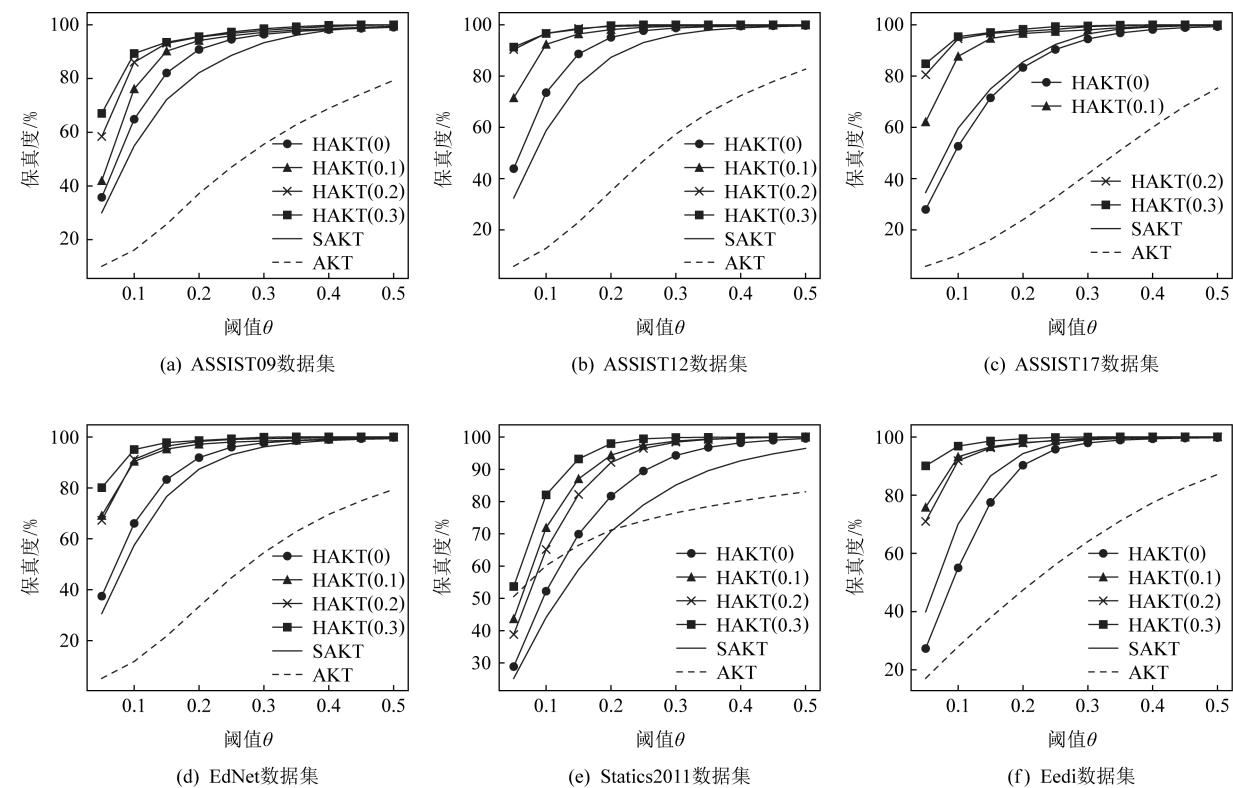 100
80
60
40
20
保真度/%
HAKT(0)
HAKT(0.1)
HAKT(0.2)
HAKT(0.3)
SAKT
AKT
0.1 0.2 0.3 0.4 0.5
阈值θ
(a) ASSIST09数据集
100
80
60
40
20
保真度/%
HAKT(0)
HAKT(0.1)
HAKT(0.2)
HAKT(0.3)
SAKT
AKT
0.1 0.2 0.3 0.4 0.5
阈值θ
(b) ASSIST12数据集
100
80
60
40
20
保真度/%
HAKT(0)
HAKT(0.1)
HAKT(0.2)
HAKT(0.3)
SAKT
AKT
0.1 0.2 0.3 0.4 0.5
阈值θ
(c) ASSIST17数据集
100
80
60
40
20
保真度/%
HAKT(0)
HAKT(0.1)
HAKT(0.2)
HAKT(0.3)
SAKT
AKT
0.1 0.2 0.3 0.4 0.5
阈值θ
(d) EdNet数据集
100
90
80
70
60
50
40
30
保真度/%
HAKT(0)
HAKT(0.1)
HAKT(0.2)
HAKT(0.3)
SAKT
AKT
0.1 0.2 0.3 0.4 0.5
阈值θ
(e) Statics2011数据集
100
80
60
40
20
保真度/%
HAKT(0)
HAKT(0.1)
HAKT(0.2)
HAKT(0.3)
SAKT
AKT
0.1 0.2 0.3 0.4 0.5
阈值θ
(f) Eedi数据集